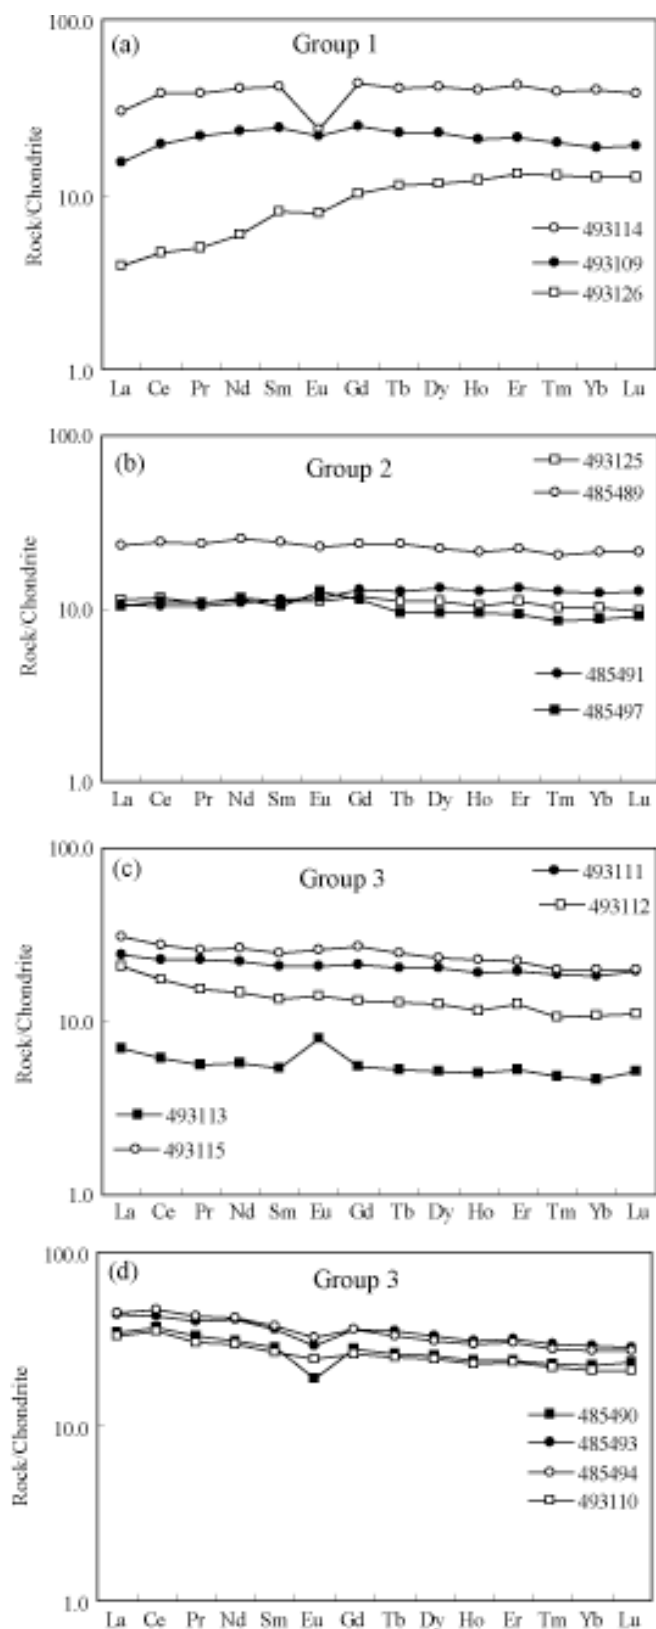 100.0
(a)
Group 1
Rock/Chondrite
10.0
493114
493109
493126
1.0
La Ce Pr Nd Sm Eu Gd Tb Dy Ho Er Tm Yb Lu
100.0
(b)
Group 2
493125
485489
Rock/Chondrite
10.0
485491
485497
1.0
La Ce Pr Nd Sm Eu Gd Tb Dy Ho Er Tm Yb Lu
100.0
(c)
Group 3
493111
493112
Rock/Chondrite
10.0
493113
493115
1.0
La Ce Pr Nd Sm Eu Gd Tb Dy Ho Er Tm Yb Lu
100.0
(d)
Group 3
Rock/Chondrite
10.0
485490
485493
485494
493110
1.0
La Ce Pr Nd Sm Eu Gd Tb Dy Ho Er Tm Yb Lu